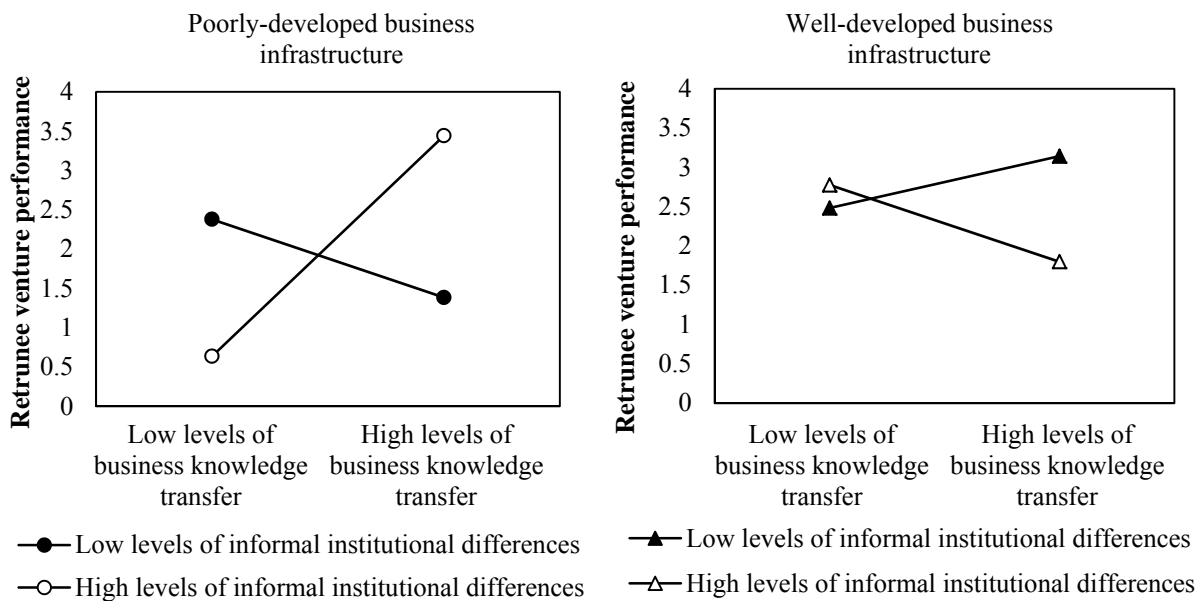 Poorly-developed business
infrastructure
Retrunee venture performance
4
3.5
3
2.5
2
1.5
1
0.5
0
Low levels of
business knowledge
transfer
High levels of
business knowledge
transfer
Low levels of informal institutional differences
High levels of informal institutional differences
Well-developed business
infrastructure
Retrunee venture performance
4
3.5
3
2.5
2
1.5
1
0.5
0
Low levels of
business knowledge
transfer
High levels of
business knowledge
transfer
Low levels of informal institutional differences
High levels of informal institutional differences